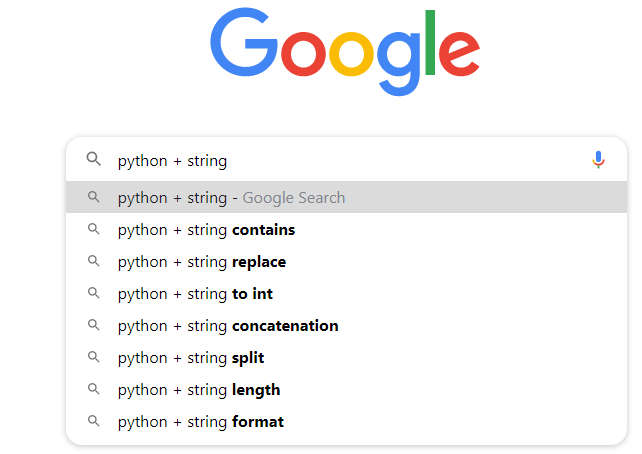 Google
python + string
python + string - Google Search
python + string contains
python + string replace
python + string to int
python + string concatenation
python + string split
python + string length
python + string format